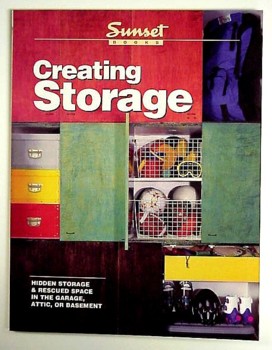 Sunset
BOOKS
Creating
Storage
HIDDEN STORAGE
& RESCUED SPACE
IN THE GARAGE,
ATTIC, OR BASEMENT